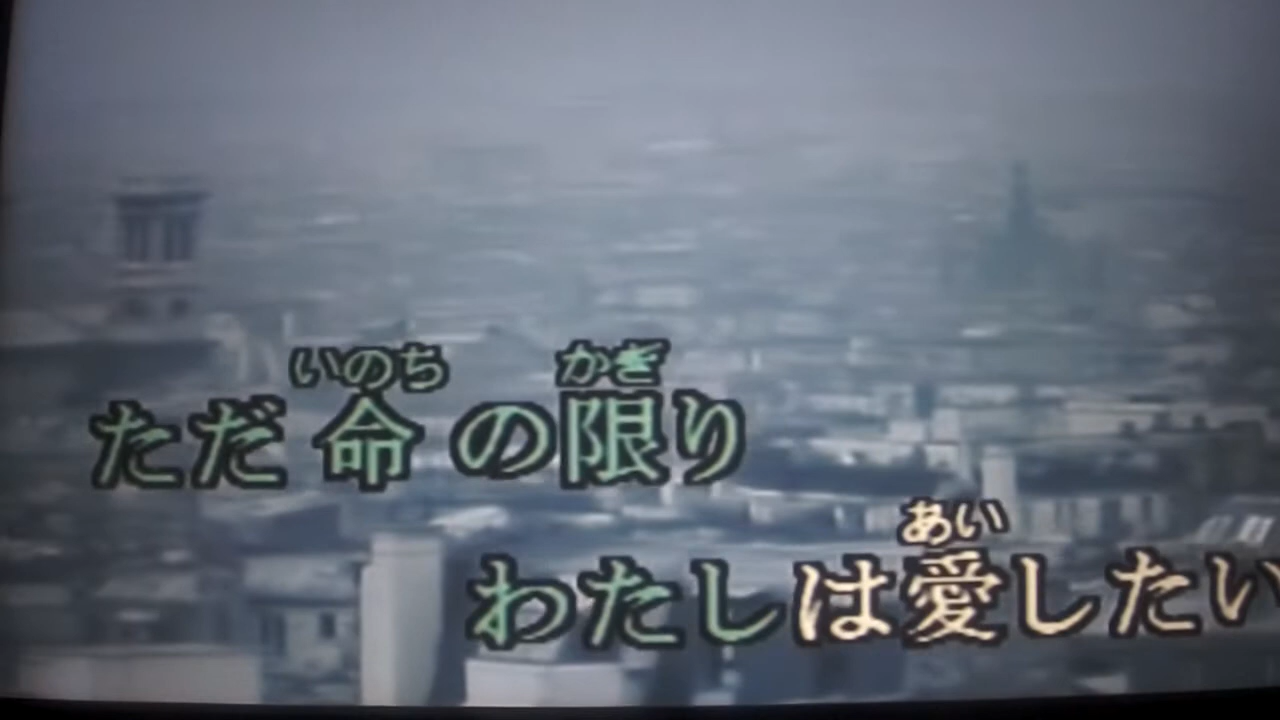 いのち かぎ
ただ命の限り
あい
わたしは愛したい